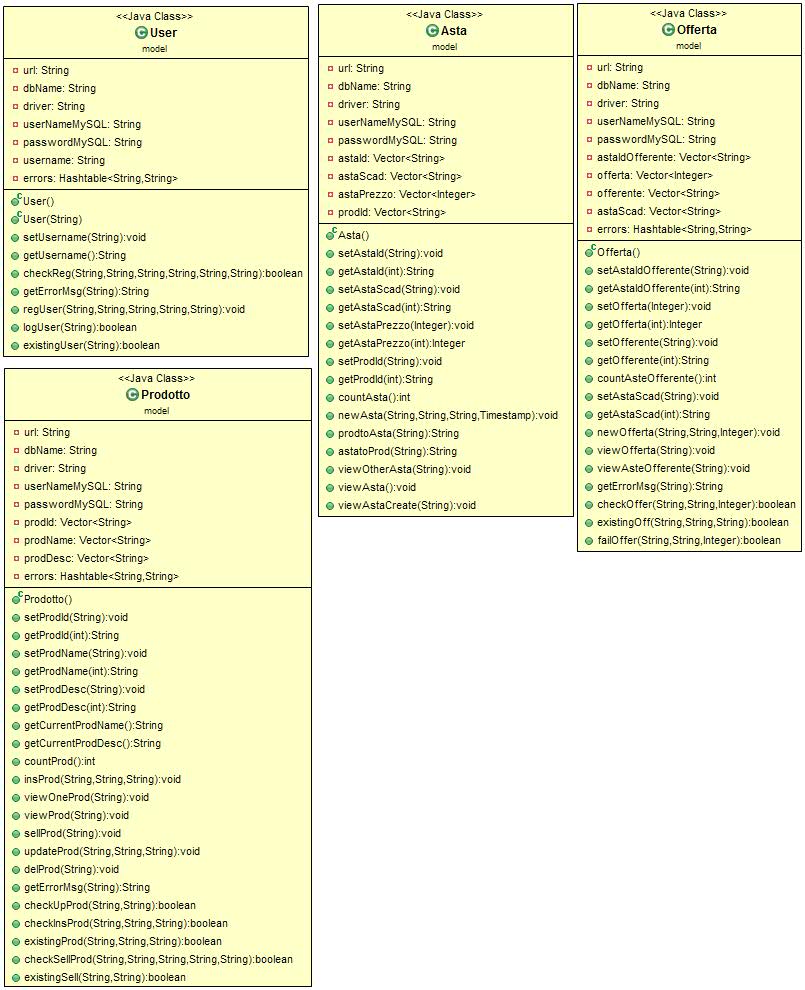 <<Java Class>>
User
model
url: String
dbName: String
driver: String
userNameMySQL: String
passwordMySQL: String
username: String
errors: Hashtable<String,String>
User()
User(String)
setUsername(String):void
getUsername():String
checkReg(String,String,String,String,String,String):boolean
getErrorMsg(String):String
regUser(String,String,String,String,String):void
logUser(String):boolean
existingUser(String):boolean
<<Java Class>>
Prodotto
model
url: String
dbName: String
driver: String
userNameMySQL: String
passwordMySQL: String
prodId: Vector<String>
prodName: Vector<String>
prodDesc: Vector<String>
errors: Hashtable<String,String>
Prodotto()
setProdId(String):void
getProdId(int):String
setProdName(String):void
getProdName(int):String
setProdDesc(String):void
getProdDesc(int):String
getCurrentProdName():String
getCurrentProdDesc():String
countProd():int
insProd(String,String,String):void
viewOneProd(String):void
viewProd(String):void
sellProd(String):void
updateProd(String,String,String):void
delProd(String):void
getErrorMsg(String):String
checkUpProd(String,String):boolean
checkInsProd(String,String,String):boolean
existingProd(String,String,String):boolean
checkSellProd(String,String,String,String,String):boolean
existingSell(String,String):boolean
<<Java Class>>
Asta
model
url: String
dbName: String
driver: String
userNameMySQL: String
passwordMySQL: String
astaId: Vector<String>
astaScad: Vector<String>
astaPrezzo: Vector<Integer>
prodId: Vector<String>
Asta()
setAstaId(String):void
getAstaId(int):String
setAstaScad(String):void
getAstaScad(int):String
setAstaPrezzo(Integer):void
getAstaPrezzo(int):Integer
setProdId(String):void
getProdId(int):String
countAsta():int
newAsta(String,String,String,Timestamp):void
prodtoAsta(String):String
astatoProd(String):String
viewOtherAsta(String):void
viewAsta():void
viewAstaCreate(String):void
<<Java Class>>
Offerta
model
url: String
dbName: String
driver: String
userNameMySQL: String
passwordMySQL: String
astaIdOfferente: Vector<String>
offerta: Vector<Integer>
offerente: Vector<String>
astaScad: Vector<String>
errors: Hashtable<String,String>
Offerta()
setAstaIdOfferente(String):void
getAstaIdOfferente(int):String
setOfferta(Integer):void
getOfferta(int):Integer
setOfferente(String):void
getOfferente(int):String
countAsteOfferente():int
setAstaScad(String):void
getAstaScad(int):String
newOfferta(String,String,Integer):void
viewOfferta(String):void
viewAsteOfferente(String):void
getErrorMsg(String):String
checkOffer(String,String,Integer):boolean
existingOff(String,String,String):boolean
failOffer(String,String,Integer):boolean